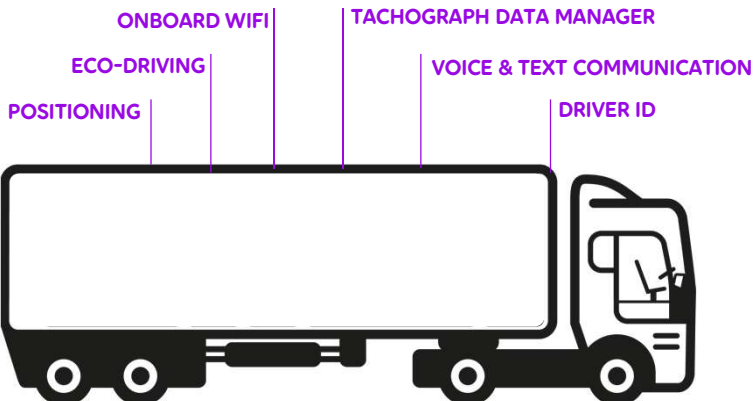 ONBOARD WIFI
TACHOGRAPH DATA MANAGER
ECO-DRIVING
VOICE & TEXT COMMUNICATION
POSITIONING
DRIVER ID